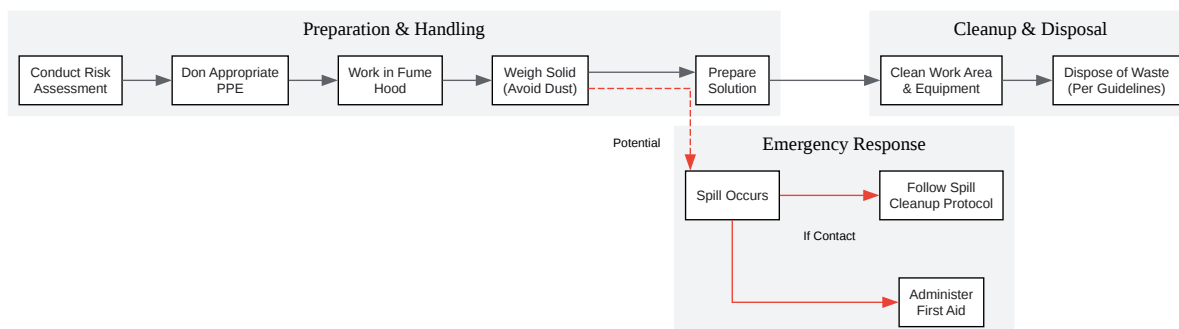 Preparation & Handling
Conduct Risk
Assessment
Don Appropriate
PPE
Work in Fume
Hood
Weigh Solid
(Avoid Dust)
Prepare
Solution
Cleanup & Disposal
Clean Work Area
& Equipment
Dispose of Waste
(Per Guidelines)
Potential
Emergency Response
Spill Occurs
Follow Spill
Cleanup Protocol
If Contact
Administer
First Aid